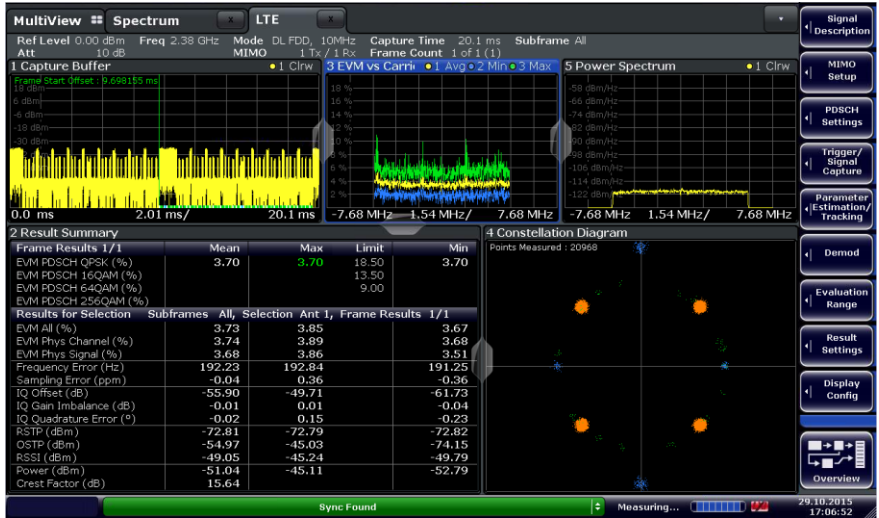 MultiView Spectrum x LTE x
Ref Level 0.00 dBm Freq 2.38 GHz Mode DL FDD, 10MHz Capture Time 20.1 ms Subframe All
Att 10 dB MIMO 1 Tx / 1 Rx Frame Count 1 of 1 (1)
1 Capture Buffer ●1 Clrw
Frame Start Offset : 9.698155 ms
18 dBm
6 dBm
-6 dBm
-18 dBm
-30 dBm
0.0 ms 2.01 ms/ 20.1 ms
3 EVM vs Carri ●1 Avg ●2 Min ●3 Max
18 %
16 %
14 %
12 %
10 %
8 %
6 %
4 %
2 %
-7.68 MHz 1.54 MHz/ 7.68 MHz
5 Power Spectrum ●1 Clrw
-58 dBm/Hz
-66 dBm/Hz
-74 dBm/Hz
-82 dBm/Hz
-90 dBm/Hz
-98 dBm/Hz
-106 dBm/Hz
-114 dBm/Hz
-122 dBm/Hz
-7.68 MHz 1.54 MHz/ 7.68 MHz
2 Result Summary
Frame Results 1/1 Mean Max Limit Min
EVM PDSCH QPSK (%) 3.70 3.70 18.50 3.70
EVM PDSCH 16QAM (%) 13.50
EVM PDSCH 64QAM (%) 9.00
EVM PDSCH 256QAM (%)
Results for Selection Subframes All, Selection Ant 1, Frame Results 1/1
EVM All (%) 3.73 3.85 3.67
EVM Phys Channel (%) 3.74 3.89 3.68
EVM Phys Signal (%) 3.68 3.86 3.51
Frequency Error (Hz) 192.23 192.84 191.25
Sampling Error (ppm) -0.04 0.36 -0.36
IQ Offset (dB) -55.90 -49.71 -61.73
IQ Gain Imbalance (dB) -0.01 0.01 -0.04
IQ Quadrature Error (°) -0.02 0.15 -0.23
RSTP (dBm) -72.81 -72.79 -72.82
OSTP (dBm) -54.97 -45.03 -74.15
RSSI (dBm) -49.05 -45.24 -49.79
Power (dBm) -51.04 -45.11 -52.79
Crest Factor (dB) 15.64
4 Constellation Diagram
Points Measured : 20968
Signal
Description
MIMO
Setup
PDSCH
Settings
Trigger/
Signal
Capture
Parameter
Estimation/
Tracking
Demod
Evaluation
Range
Result
Settings
Display
Config
Overview
Sync Found
Measuring...
29.10.2015
17:06:52